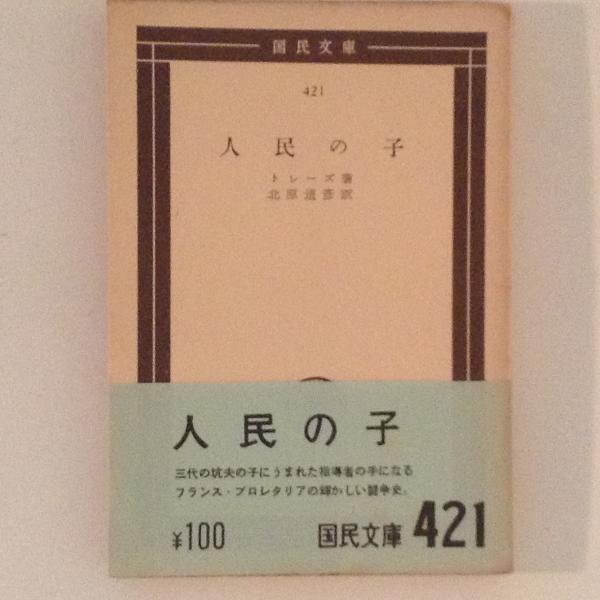 国民文庫
421
人民の子
トレーズ著
北原道彦訳
人民の子
三代の坑夫の子にうまれた指導者の手になる
フランス・プロレタリアの輝かしい闘争史。
¥100
国民文庫 421